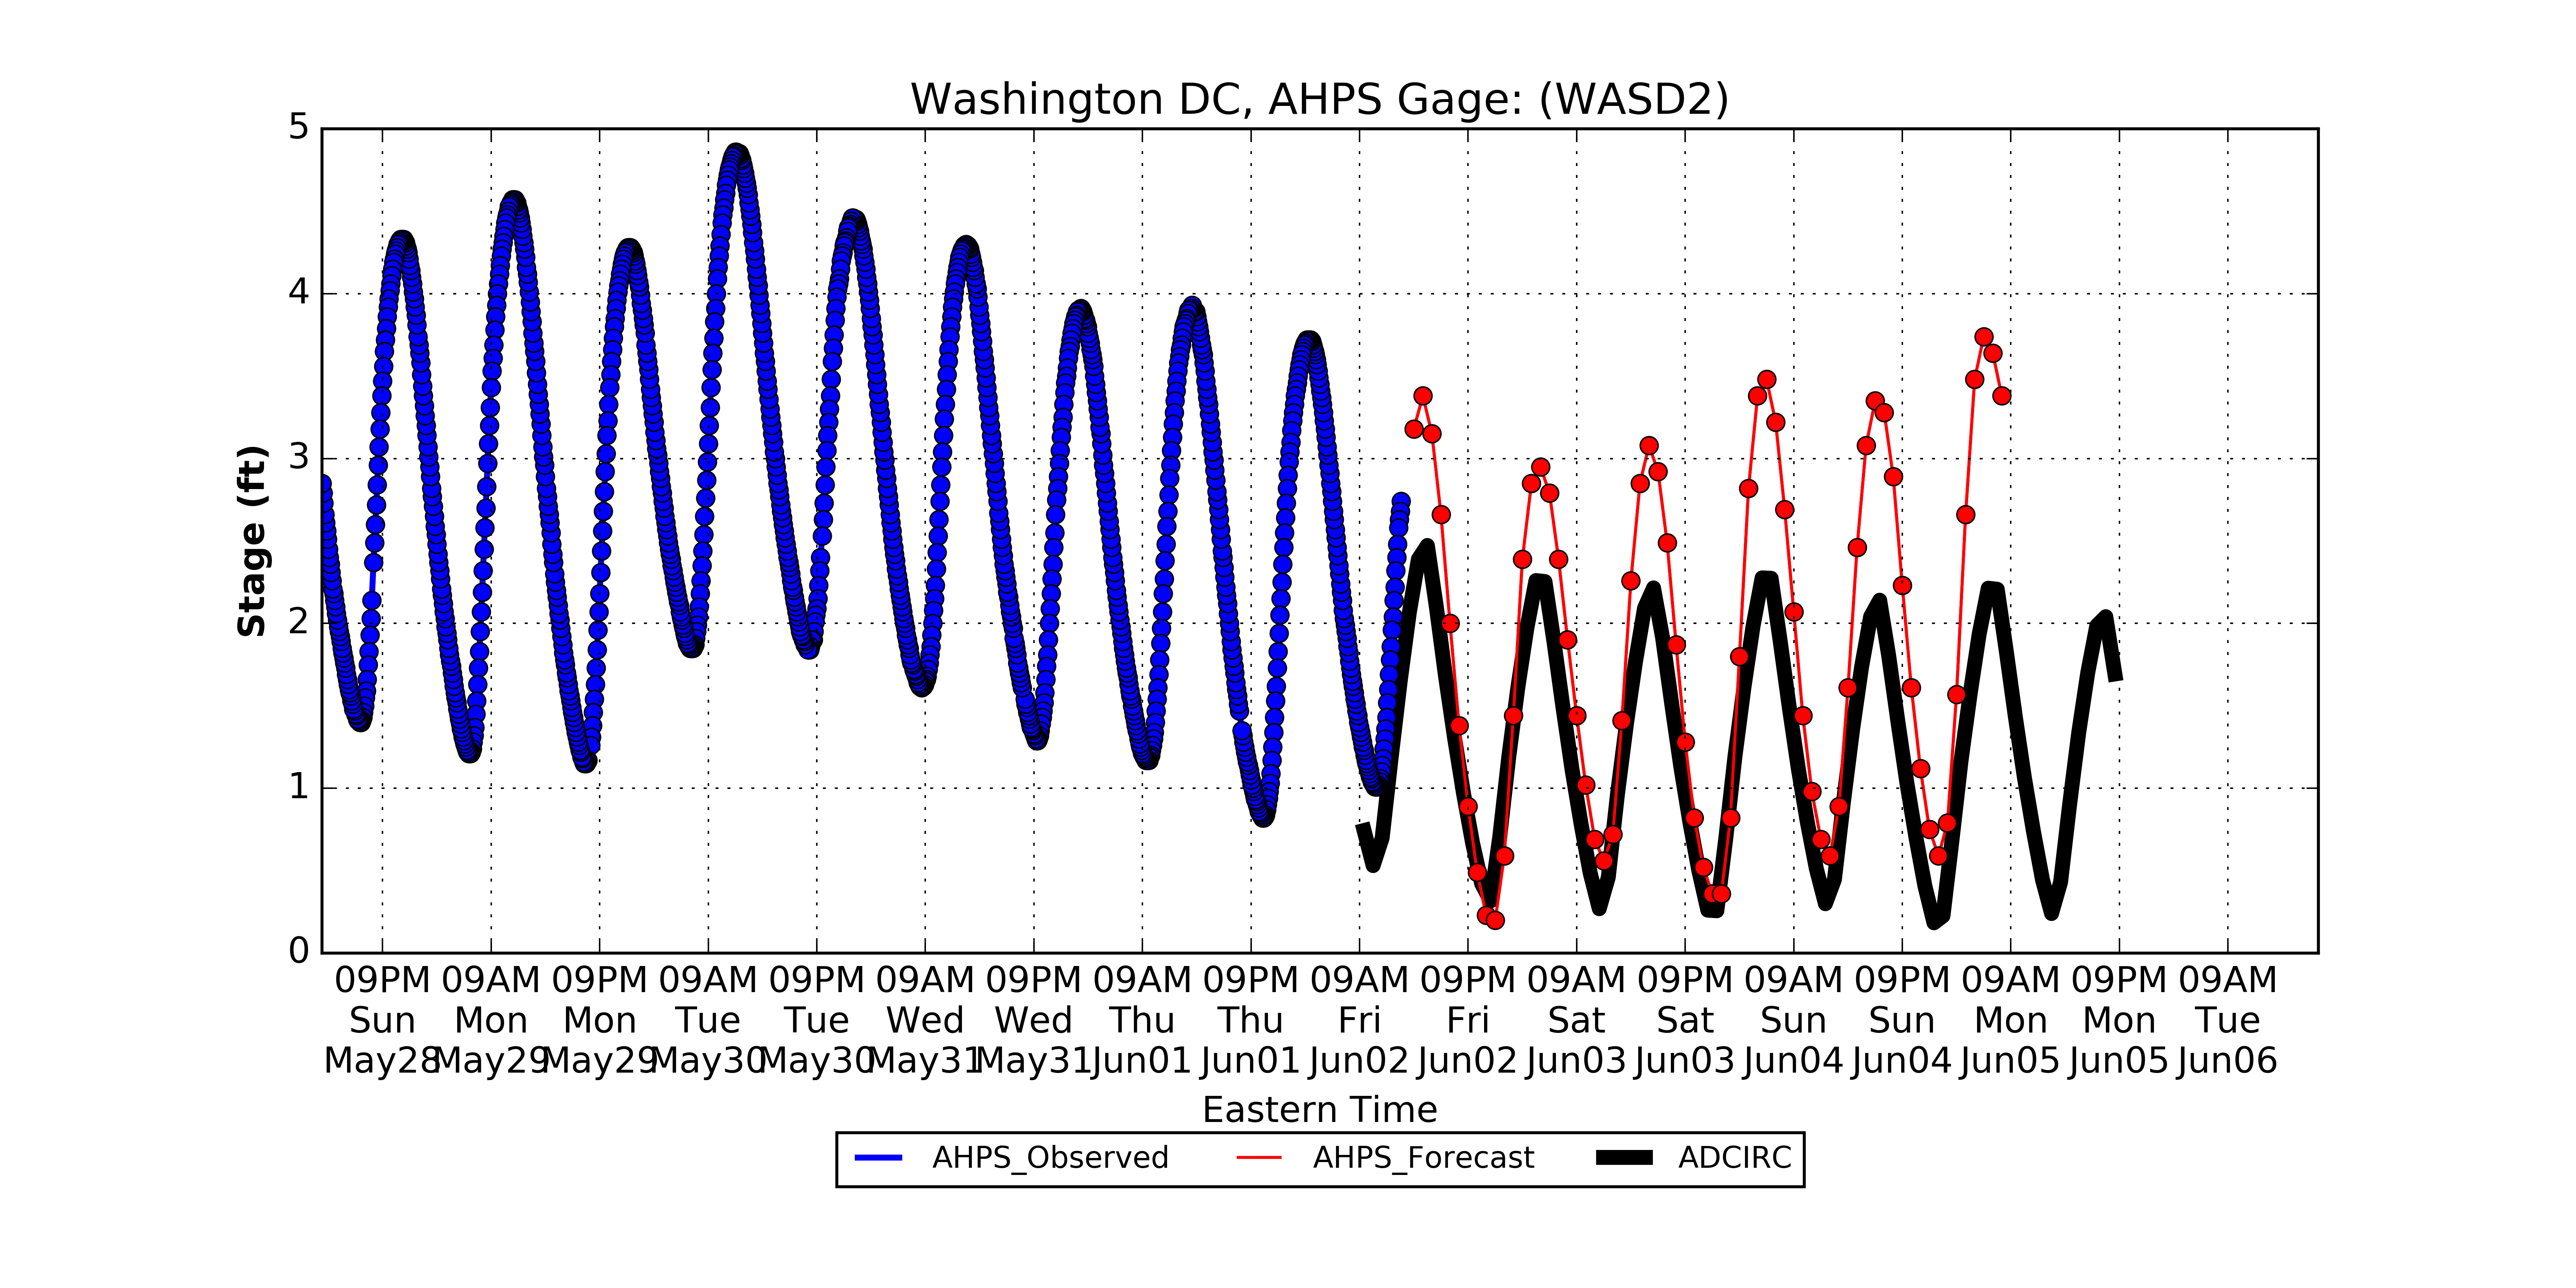 Washington DC, AHPS Gage: (WASD2)
5
4
3
2
1
0
Stage (ft)
09PM 09AM 09PM 09AM 09PM 09AM 09PM 09AM 09PM 09AM 09PM 09AM 09PM 09AM 09PM 09AM 09PM 09AM
Sun Mon Mon Tue Tue Wed Wed Thu Thu Fri Fri Sat Sat Sun Sun Mon Mon Tue
May28 May29 May29 May30 May30 May31 May31 Jun01 Jun01 Jun02 Jun02 Jun03 Jun03 Jun04 Jun04 Jun05 Jun05 Jun06
Eastern Time
AHPS_Observed AHPS_Forecast ADCIRC